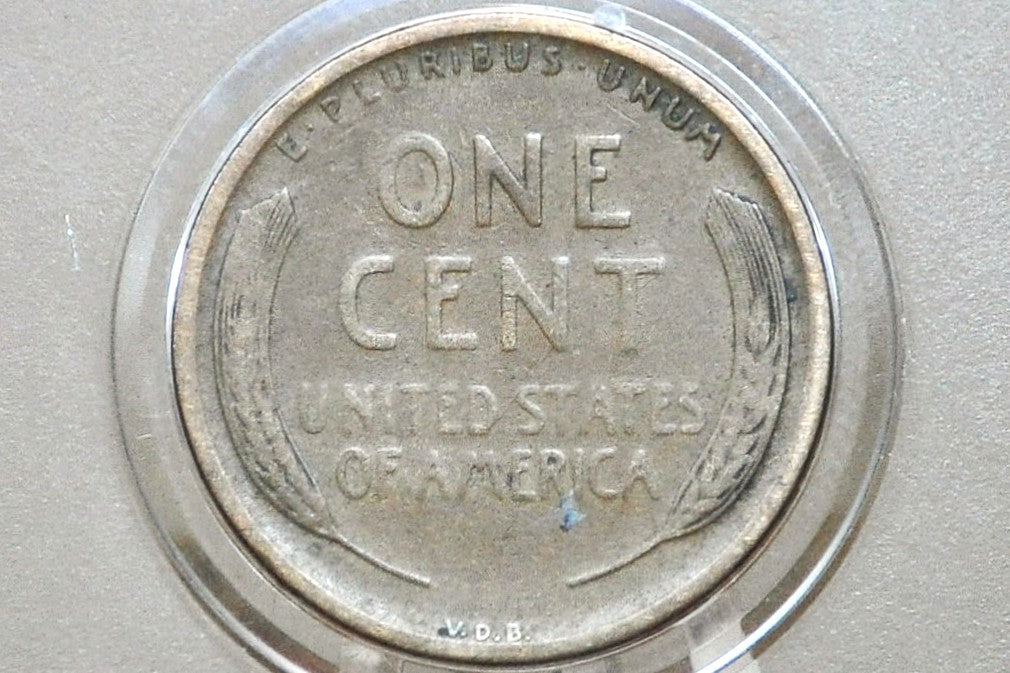 E·PLURIBUS·UNUM
ONE
CENT
UNITED STATES
OF AMERICA
V.D.B.